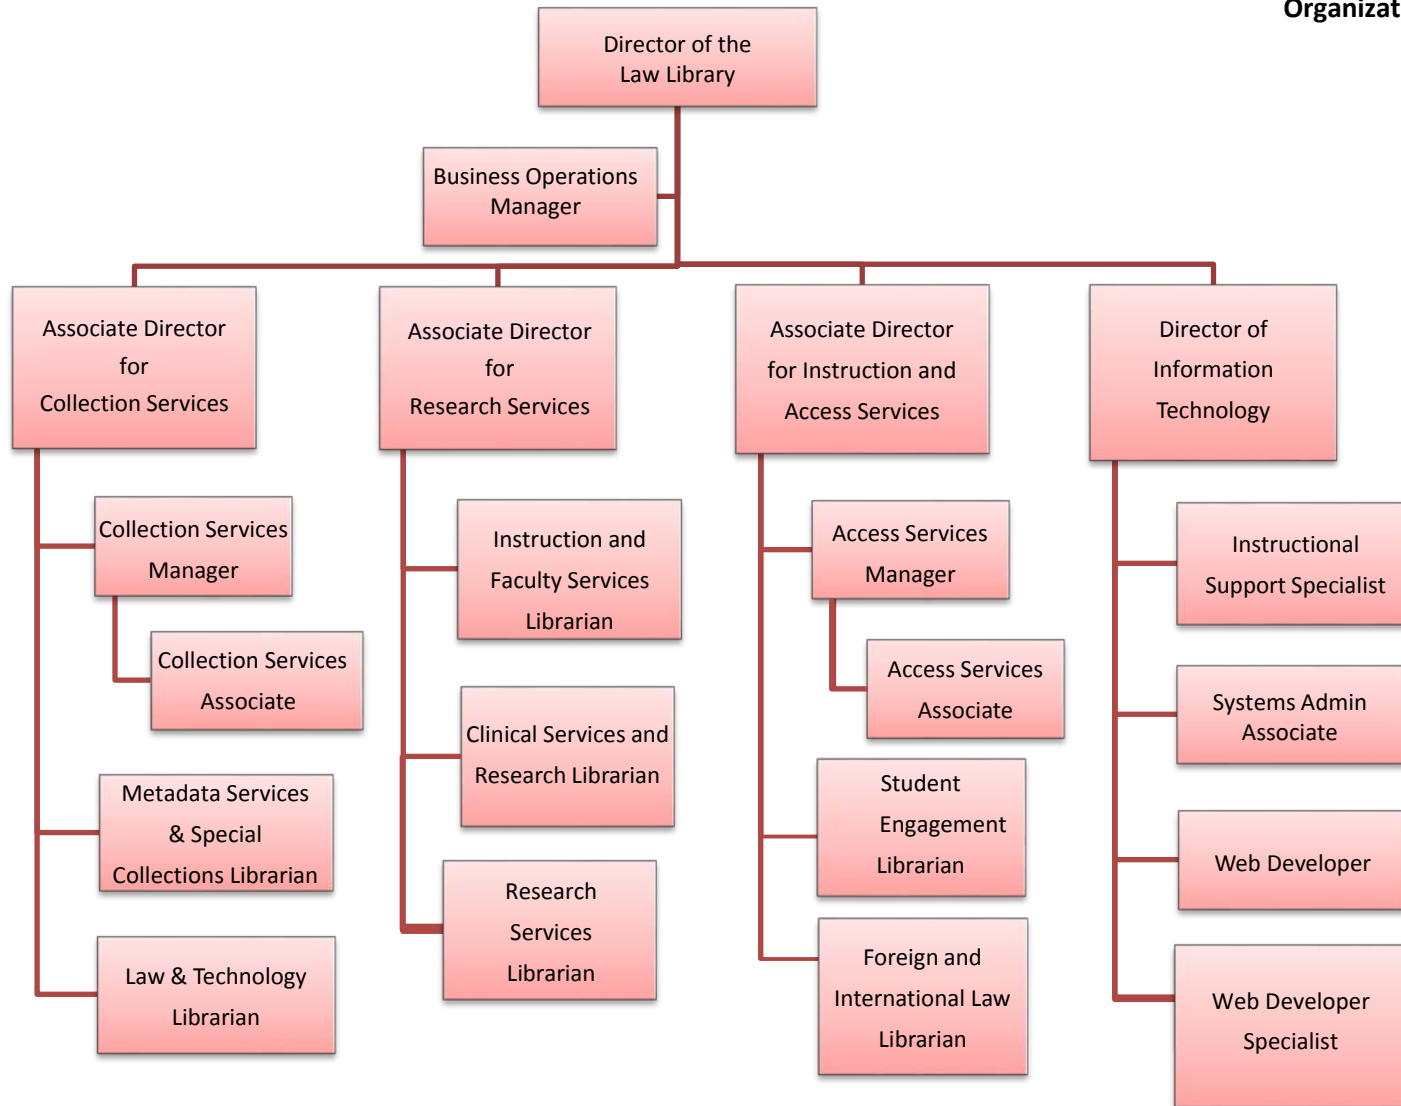 Organizat
Director of the
Law Library
Business Operations
Manager
Associate Director
for
Collection Services
Associate Director
for
Research Services
Associate Director
for Instruction and
Access Services
Director of
Information
Technology
Collection Services
Manager
Collection Services
Associate
Metadata Services
& Special
Collections Librarian
Law & Technology
Librarian
Instruction and
Faculty Services
Librarian
Clinical Services and
Research Librarian
Research
Services
Librarian
Access Services
Manager
Access Services
Associate
Student
Engagement
Librarian
Foreign and
International Law
Librarian
Instructional
Support Specialist
Systems Admin
Associate
Web Developer
Web Developer
Specialist